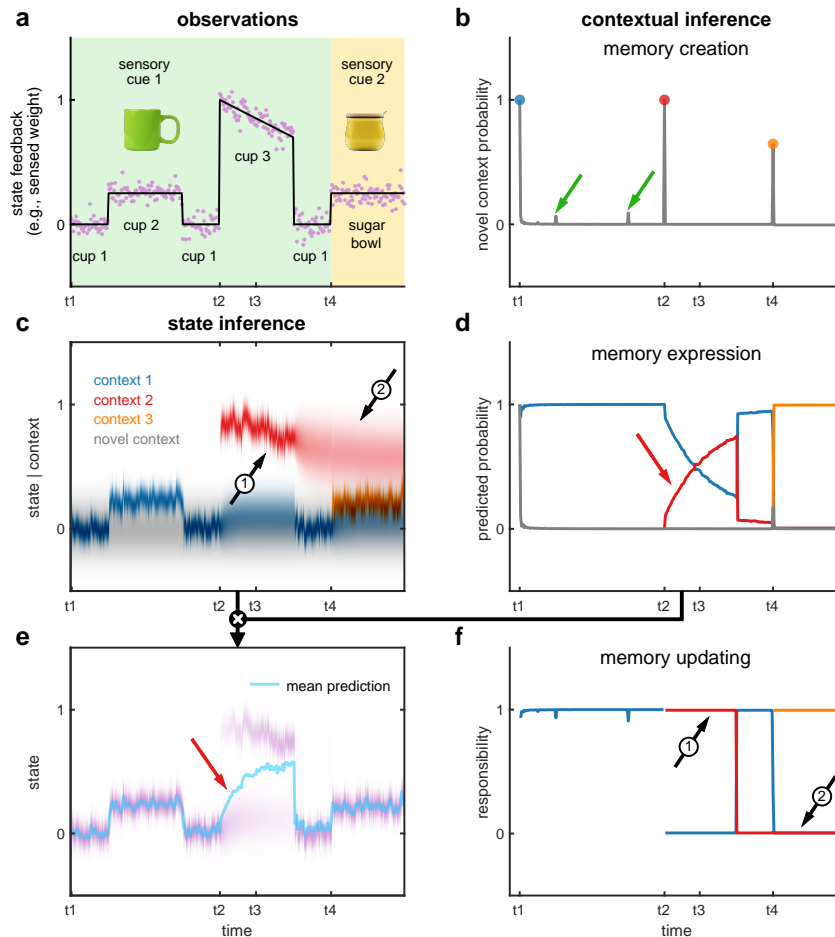 a
observations
b
contextual inference
memory creation
sensory
cue 1
sensory
cue 2
state feedback
(e.g., sensed weight)
1
0
cup 1
cup 2
cup 1
cup 3
cup 1
sugar
bowl
t1
t2
t3
t4
novel context probability
1
0
t1
t2
t3
t4
c
state inference
context 1
context 2
context 3
novel context
state | context
1
0
1
2
t1
t2
t3
t4
d
memory expression
predicted probability
1
0
t1
t2
t3
t4
e
mean prediction
state
1
0
t1
t2
t3
t4
time
f
memory updating
responsibility
1
0
1
2
t1
t2
t3
t4
time